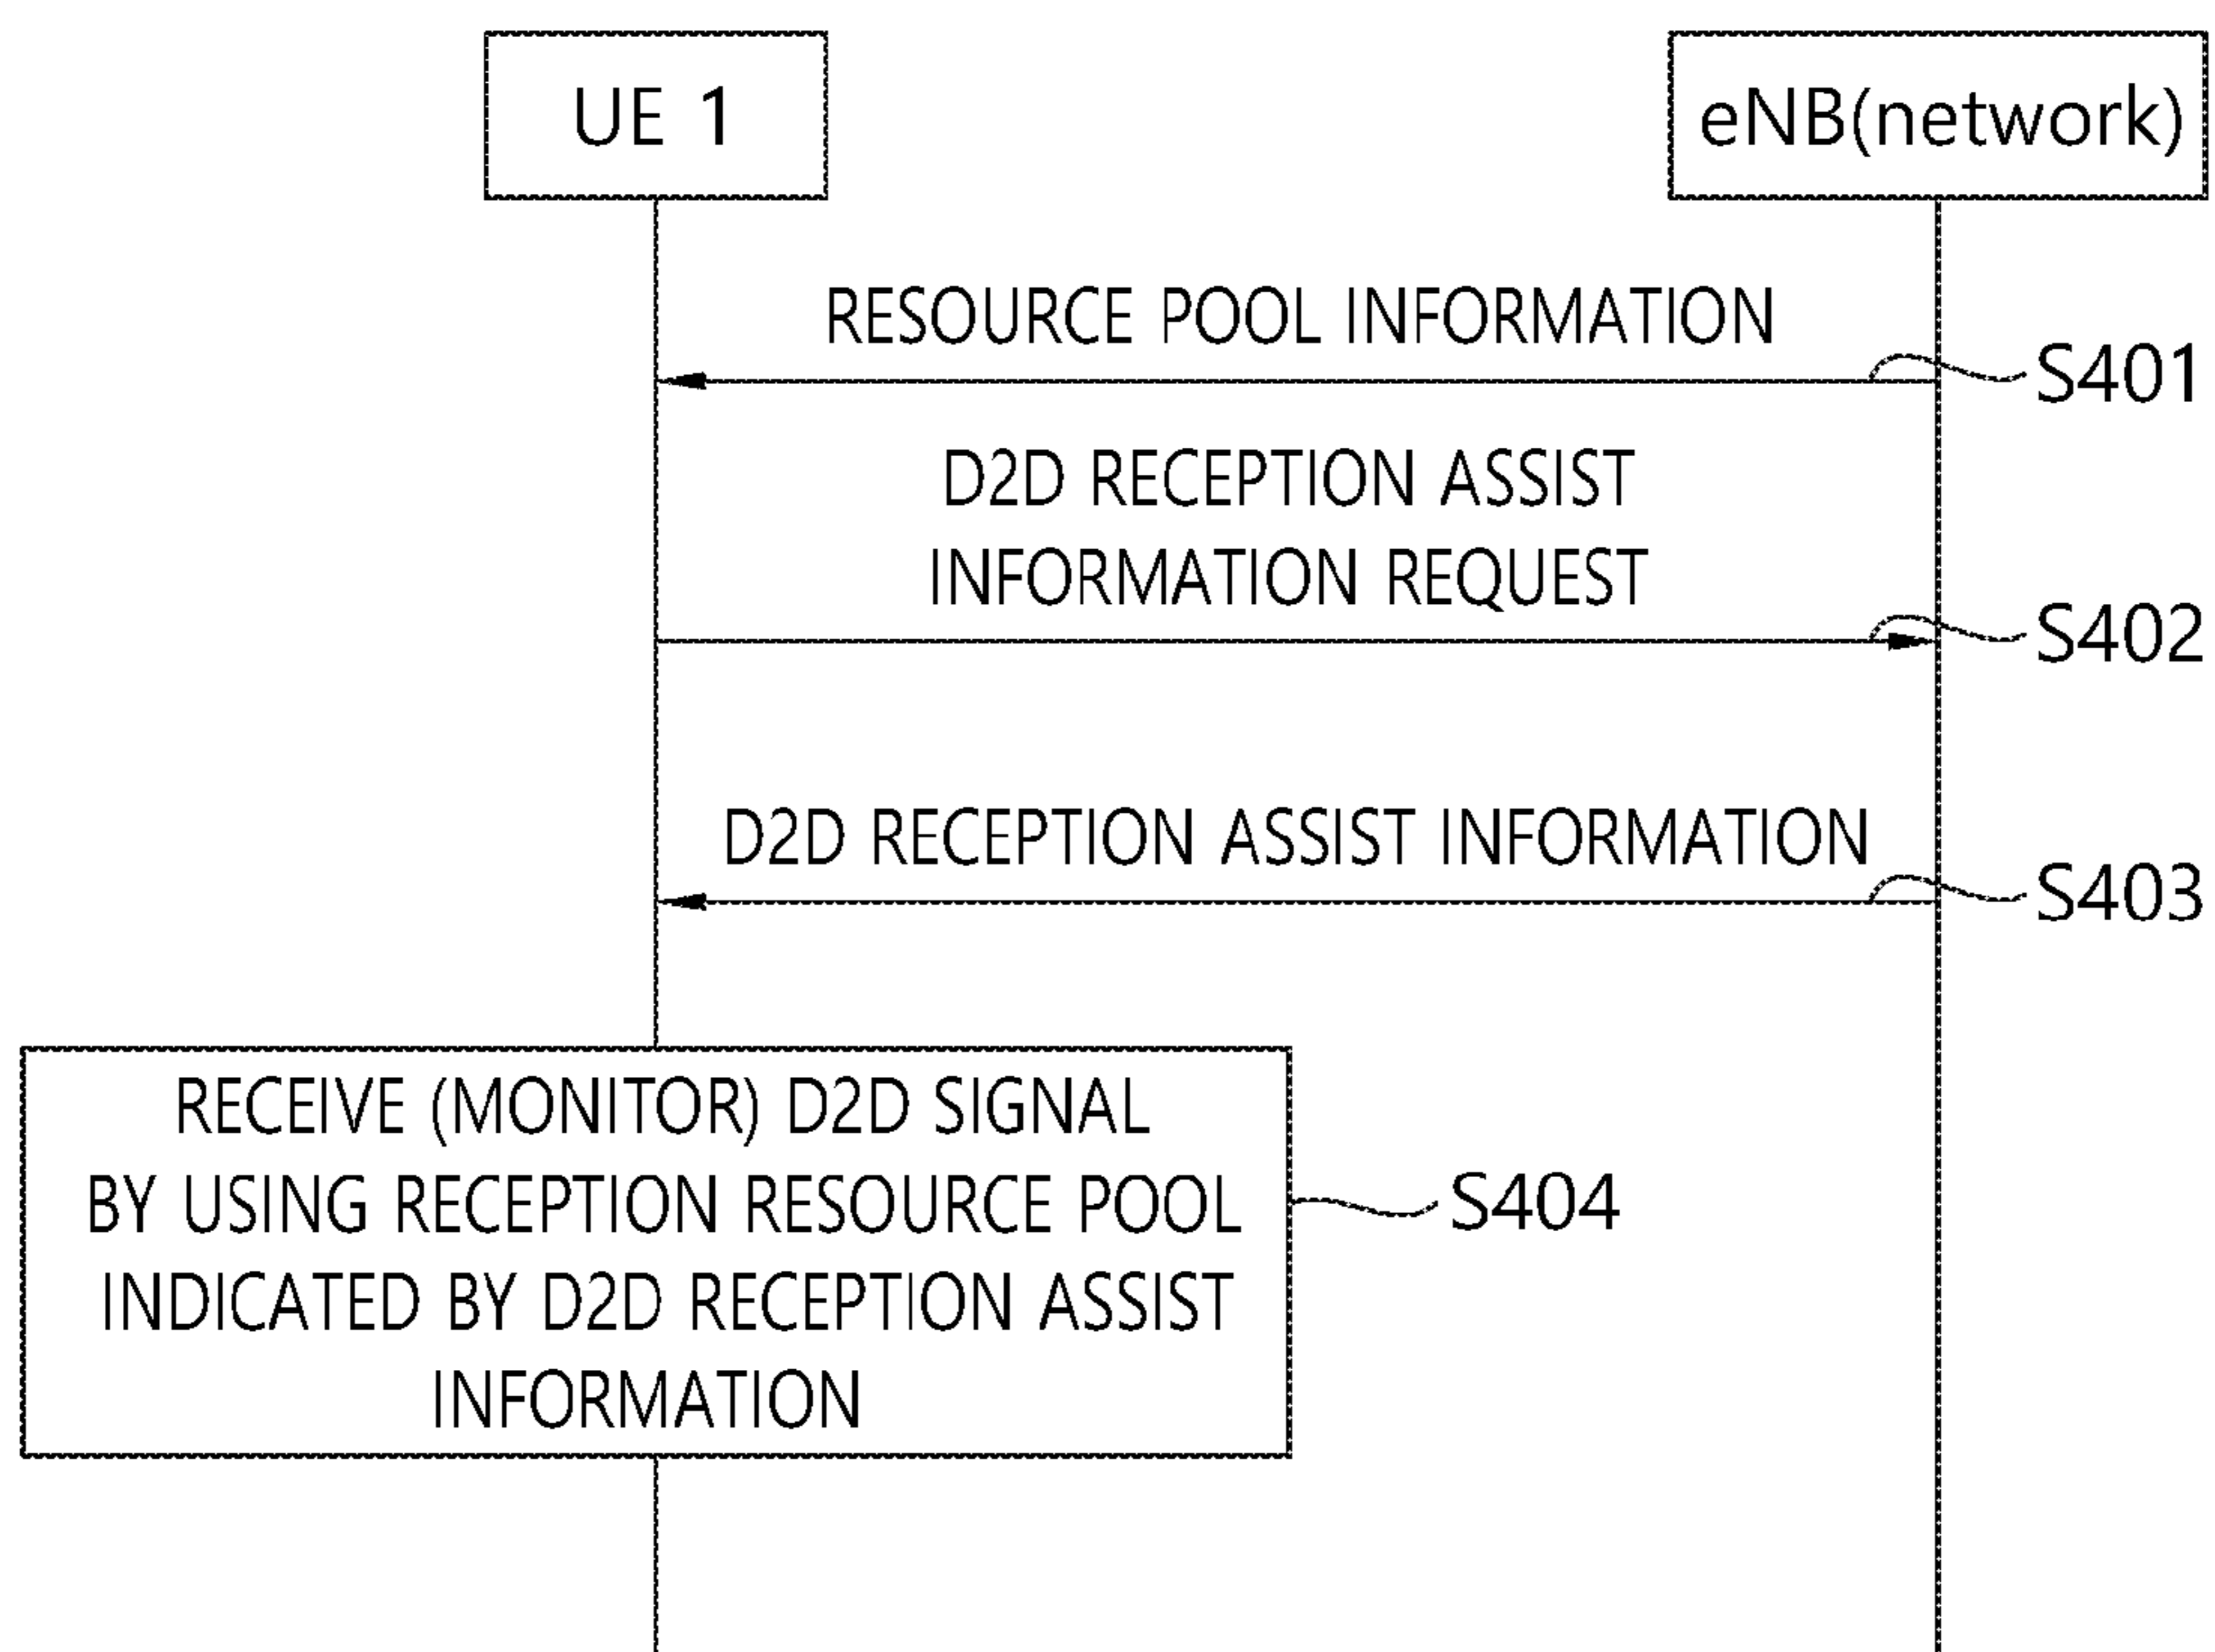 UE 1
eNB(network)
RESOURCE POOL INFORMATION
S401
D2D RECEPTION ASSIST
INFORMATION REQUEST
S402
D2D RECEPTION ASSIST INFORMATION
S403
RECEIVE (MONITOR) D2D SIGNAL
BY USING RECEPTION RESOURCE POOL
INDICATED BY D2D RECEPTION ASSIST
INFORMATION
S404